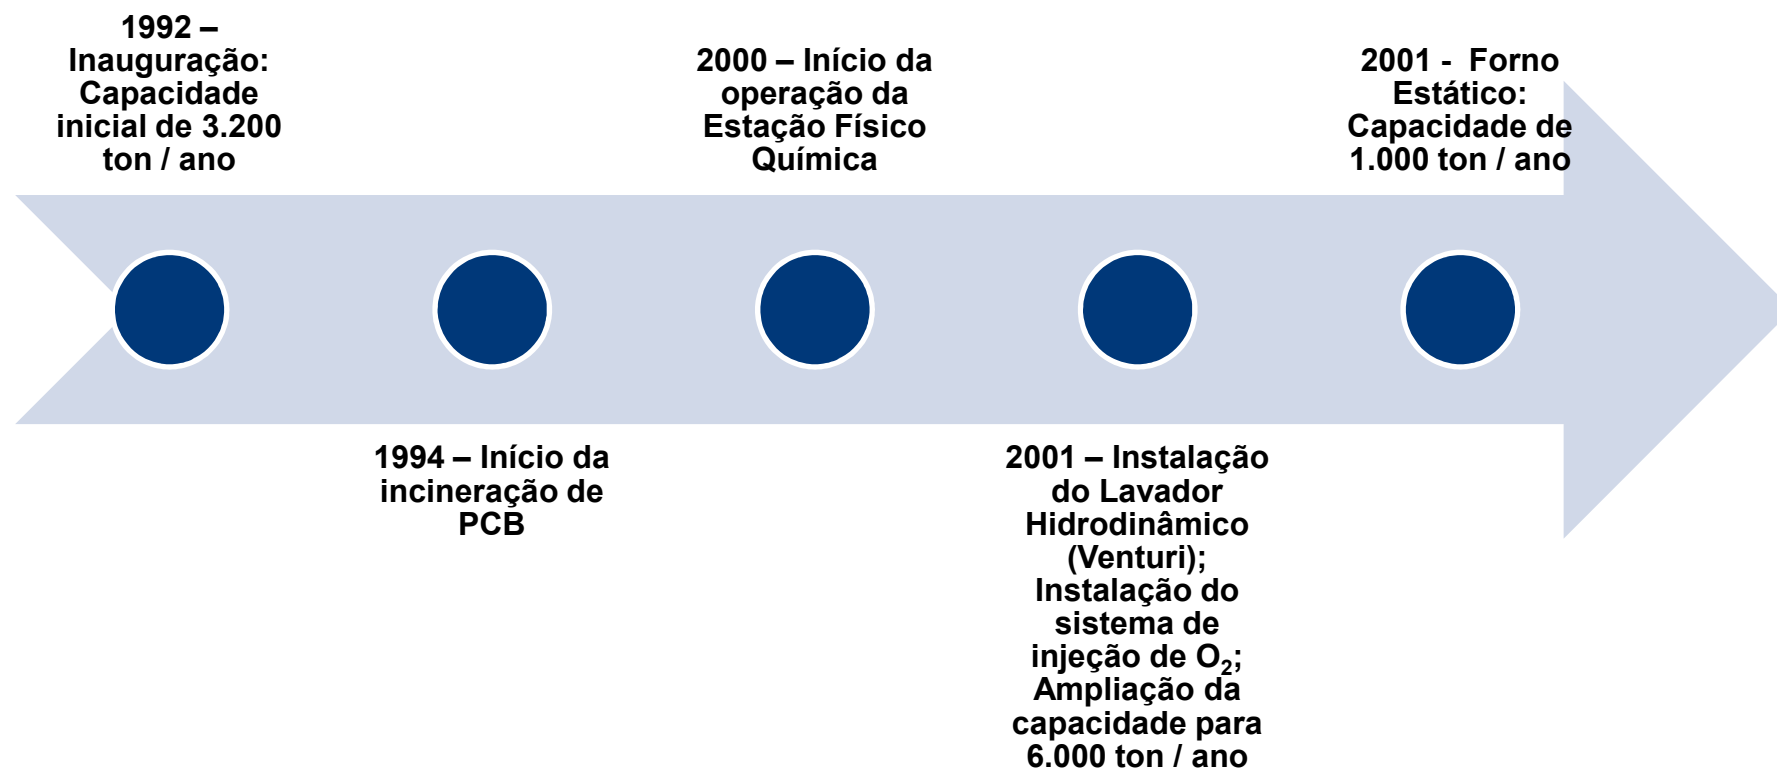 1992 –
Inauguração:
Capacidade
inicial de 3.200
ton / ano
1994 – Início da
incineração de
PCB
2000 – Início da
operação da
Estação Físico
Química
2001 – Instalação
do Lavador
Hidrodinâmico
(Venturi);
Instalação do
sistema de
injeção de O₂;
Ampliação da
capacidade para
6.000 ton / ano
2001 -  Forno
Estático:
Capacidade de
1.000 ton / ano